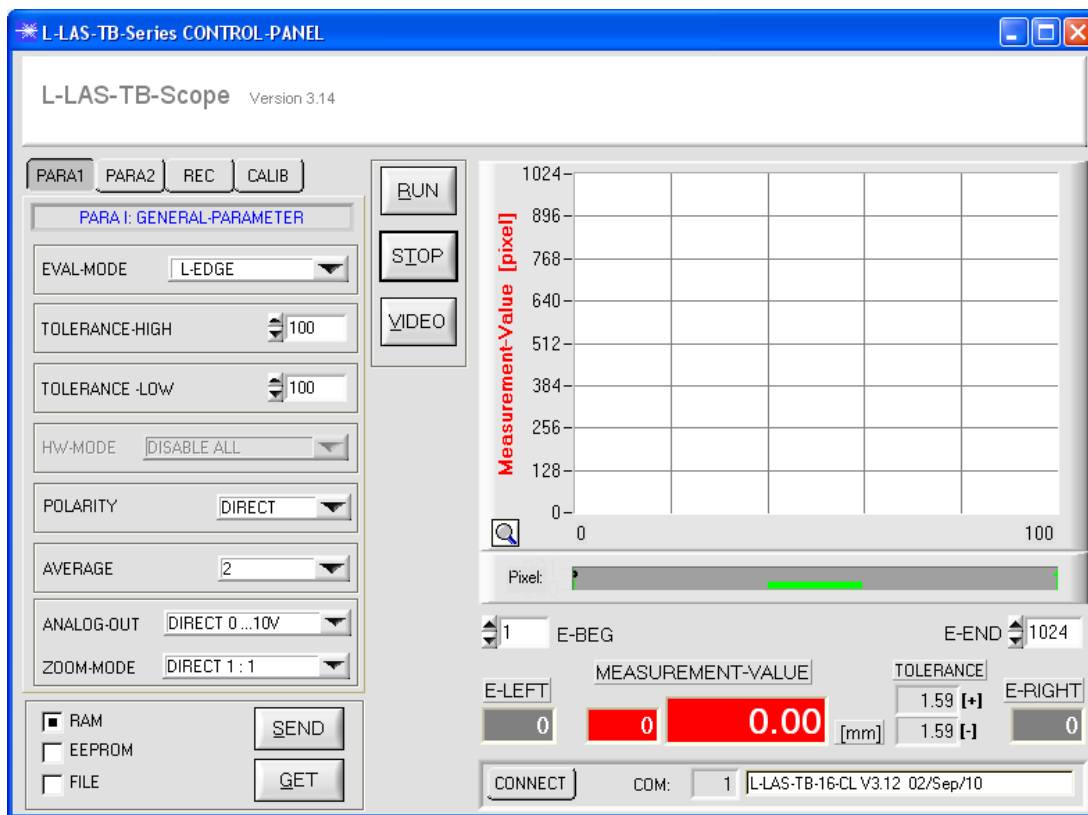 L-LAS-TB-Series CONTROL-PANEL
L-LAS-TB-Scope Version 3.14
PARA1 PARA2 REC CALIB
PARA I: GENERAL-PARAMETER
EVAL-MODE L-EDGE
TOLERANCE-HIGH 100
TOLERANCE -LOW 100
HW-MODE DISABLE ALL
POLARITY DIRECT
AVERAGE 2
ANALOG-OUT DIRECT 0 ...10V
ZOOM-MODE DIRECT 1 : 1
RAM
EEPROM
FILE
SEND
GET
RUN
STOP
VIDEO
Measurement-Value [pixel]
1024
896
768
640
512
384
256
128
0
0 100
Pixel:
1 E-BEG
E-END 1024
E-LEFT
0
MEASUREMENT-VALUE
0 0.00 [mm]
TOLERANCE
1.59 [+]
1.59 [-]
E-RIGHT
0
CONNECT COM: 1 L-LAS-TB-16-CL V3.12 02/Sep/10